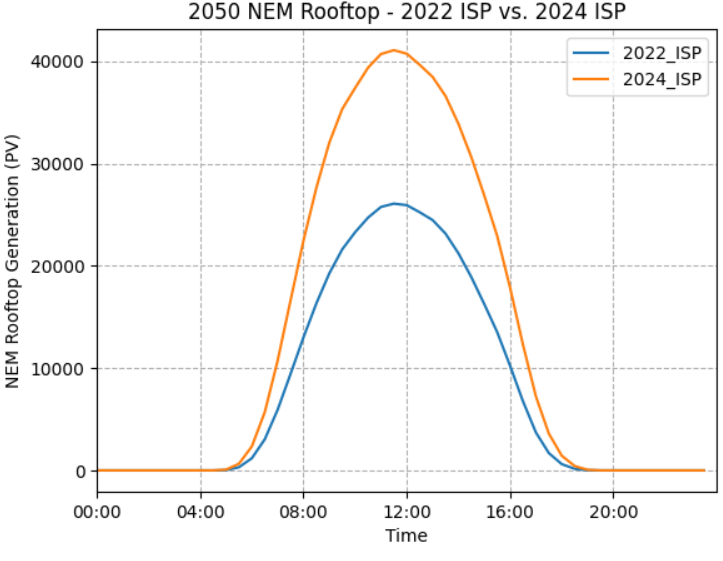 2050 NEM Rooftop - 2022 ISP vs. 2024 ISP
2022_ISP
2024_ISP
NEM Rooftop Generation (PV)
40000
30000
20000
10000
0
00:00 04:00 08:00 12:00 16:00 20:00
Time